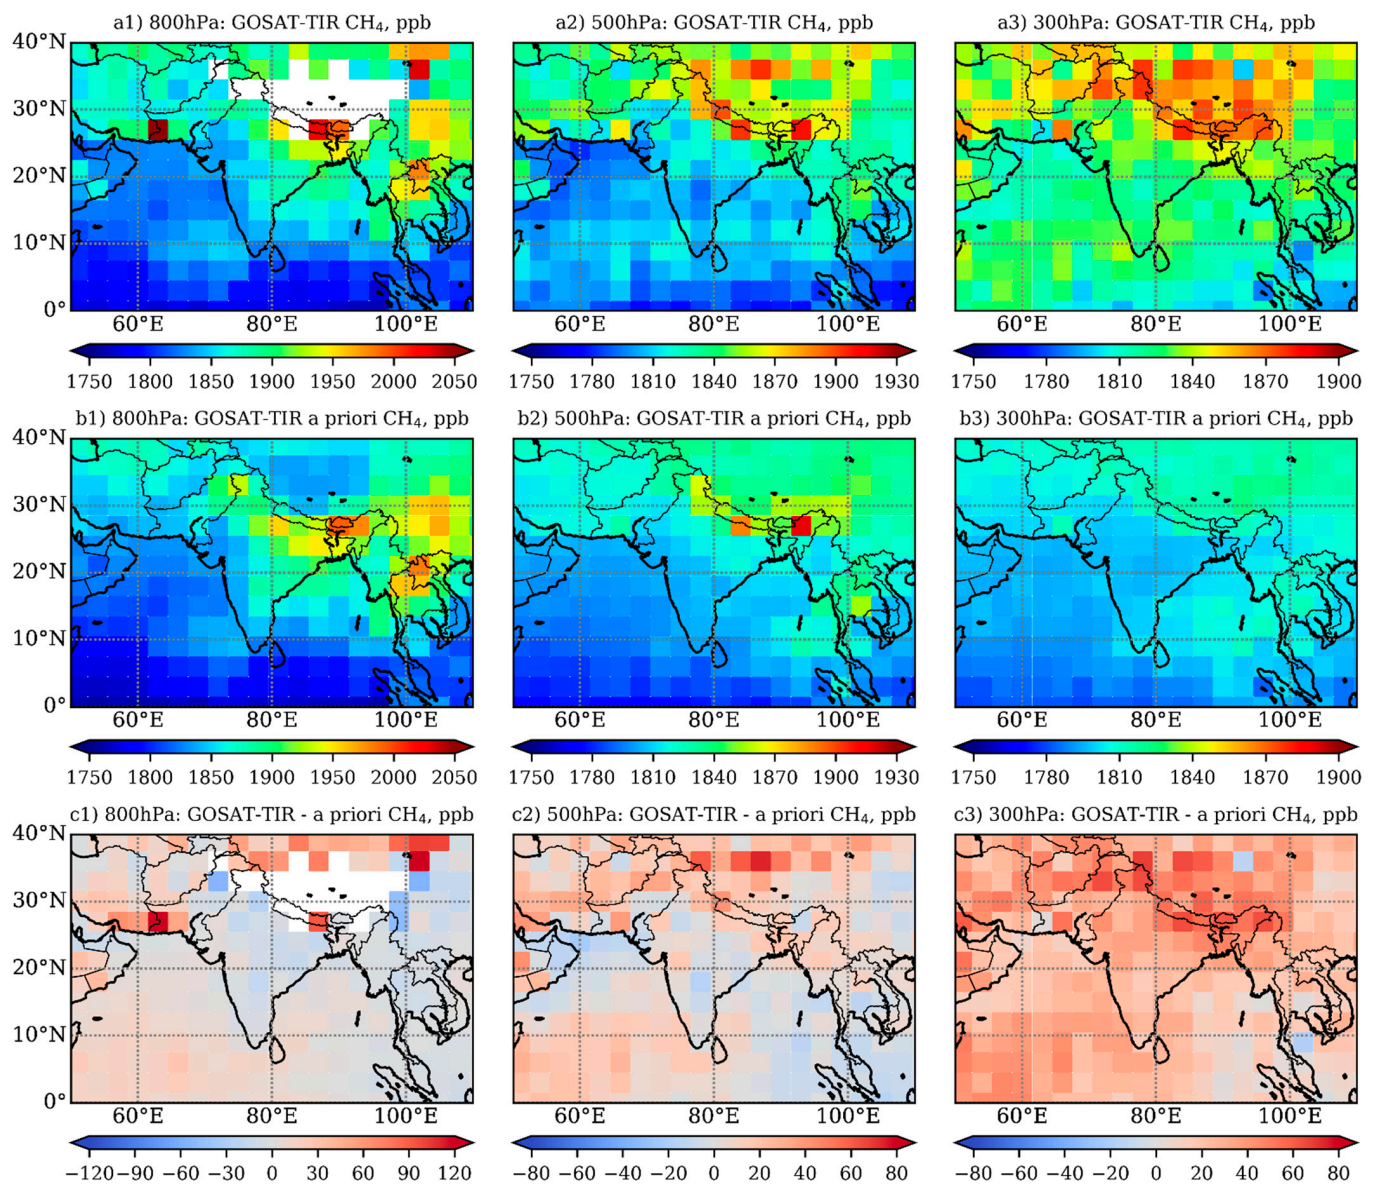 a1) 800hPa: GOSAT-TIR CH₄, ppb
a2) 500hPa: GOSAT-TIR CH₄, ppb
a3) 300hPa: GOSAT-TIR CH₄, ppb
40°N
30°N
20°N
10°N
0°
60°E 80°E 100°E
60°E 80°E 100°E
60°E 80°E 100°E
1750 1800 1850 1900 1950 2000 2050
1750 1780 1810 1840 1870 1900 1930
1750 1780 1810 1840 1870 1900
b1) 800hPa: GOSAT-TIR a priori CH₄, ppb
b2) 500hPa: GOSAT-TIR a priori CH₄, ppb
b3) 300hPa: GOSAT-TIR a priori CH₄, ppb
40°N
30°N
20°N
10°N
0°
60°E 80°E 100°E
60°E 80°E 100°E
60°E 80°E 100°E
1750 1800 1850 1900 1950 2000 2050
1750 1780 1810 1840 1870 1900 1930
1750 1780 1810 1840 1870 1900
c1) 800hPa: GOSAT-TIR - a priori CH₄, ppb
c2) 500hPa: GOSAT-TIR - a priori CH₄, ppb
c3) 300hPa: GOSAT-TIR - a priori CH₄, ppb
40°N
30°N
20°N
10°N
0°
60°E 80°E 100°E
60°E 80°E 100°E
60°E 80°E 100°E
−120 −90 −60 −30 0 30 60 90 120
−80 −60 −40 −20 0 20 40 60 80
−80 −60 −40 −20 0 20 40 60 80